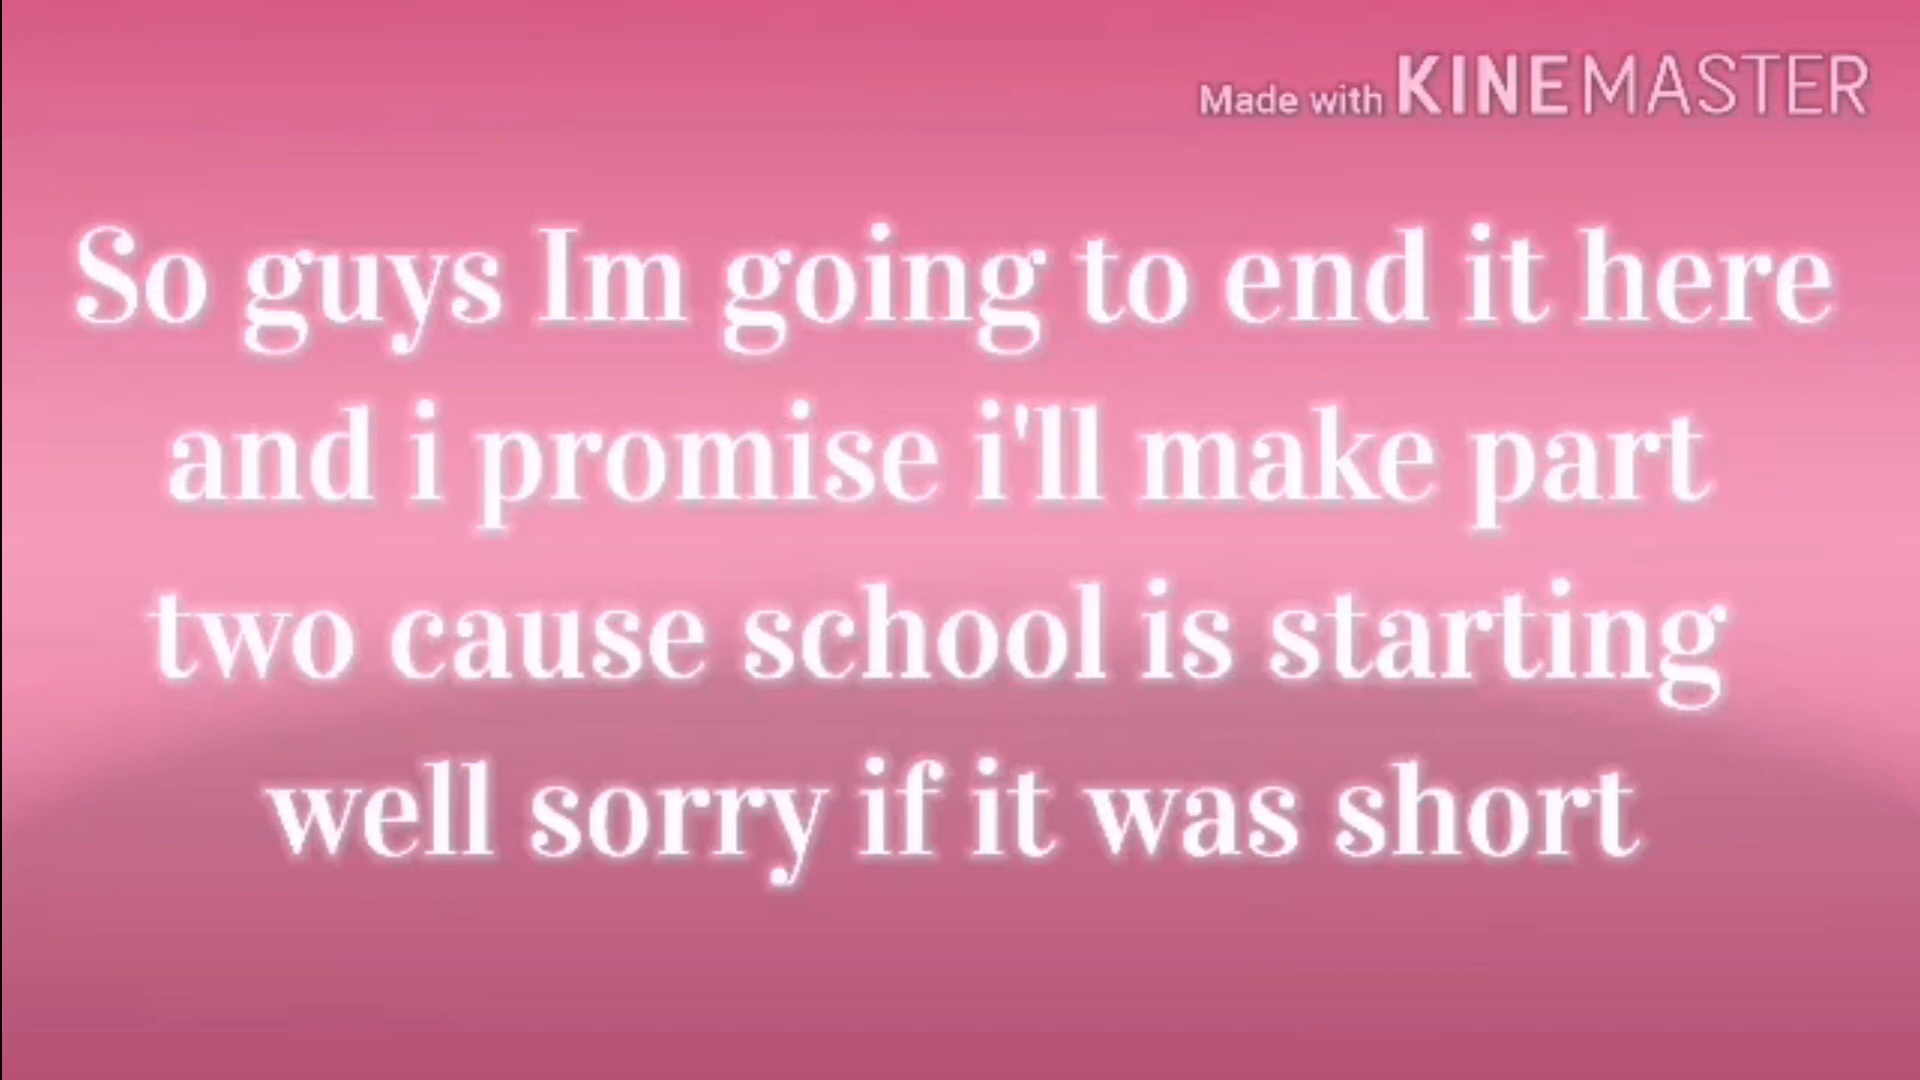 Made with KINEMASTER
So guys Im going to end it here
and i promise i'll make part
two cause school is starting
well sorry if it was short